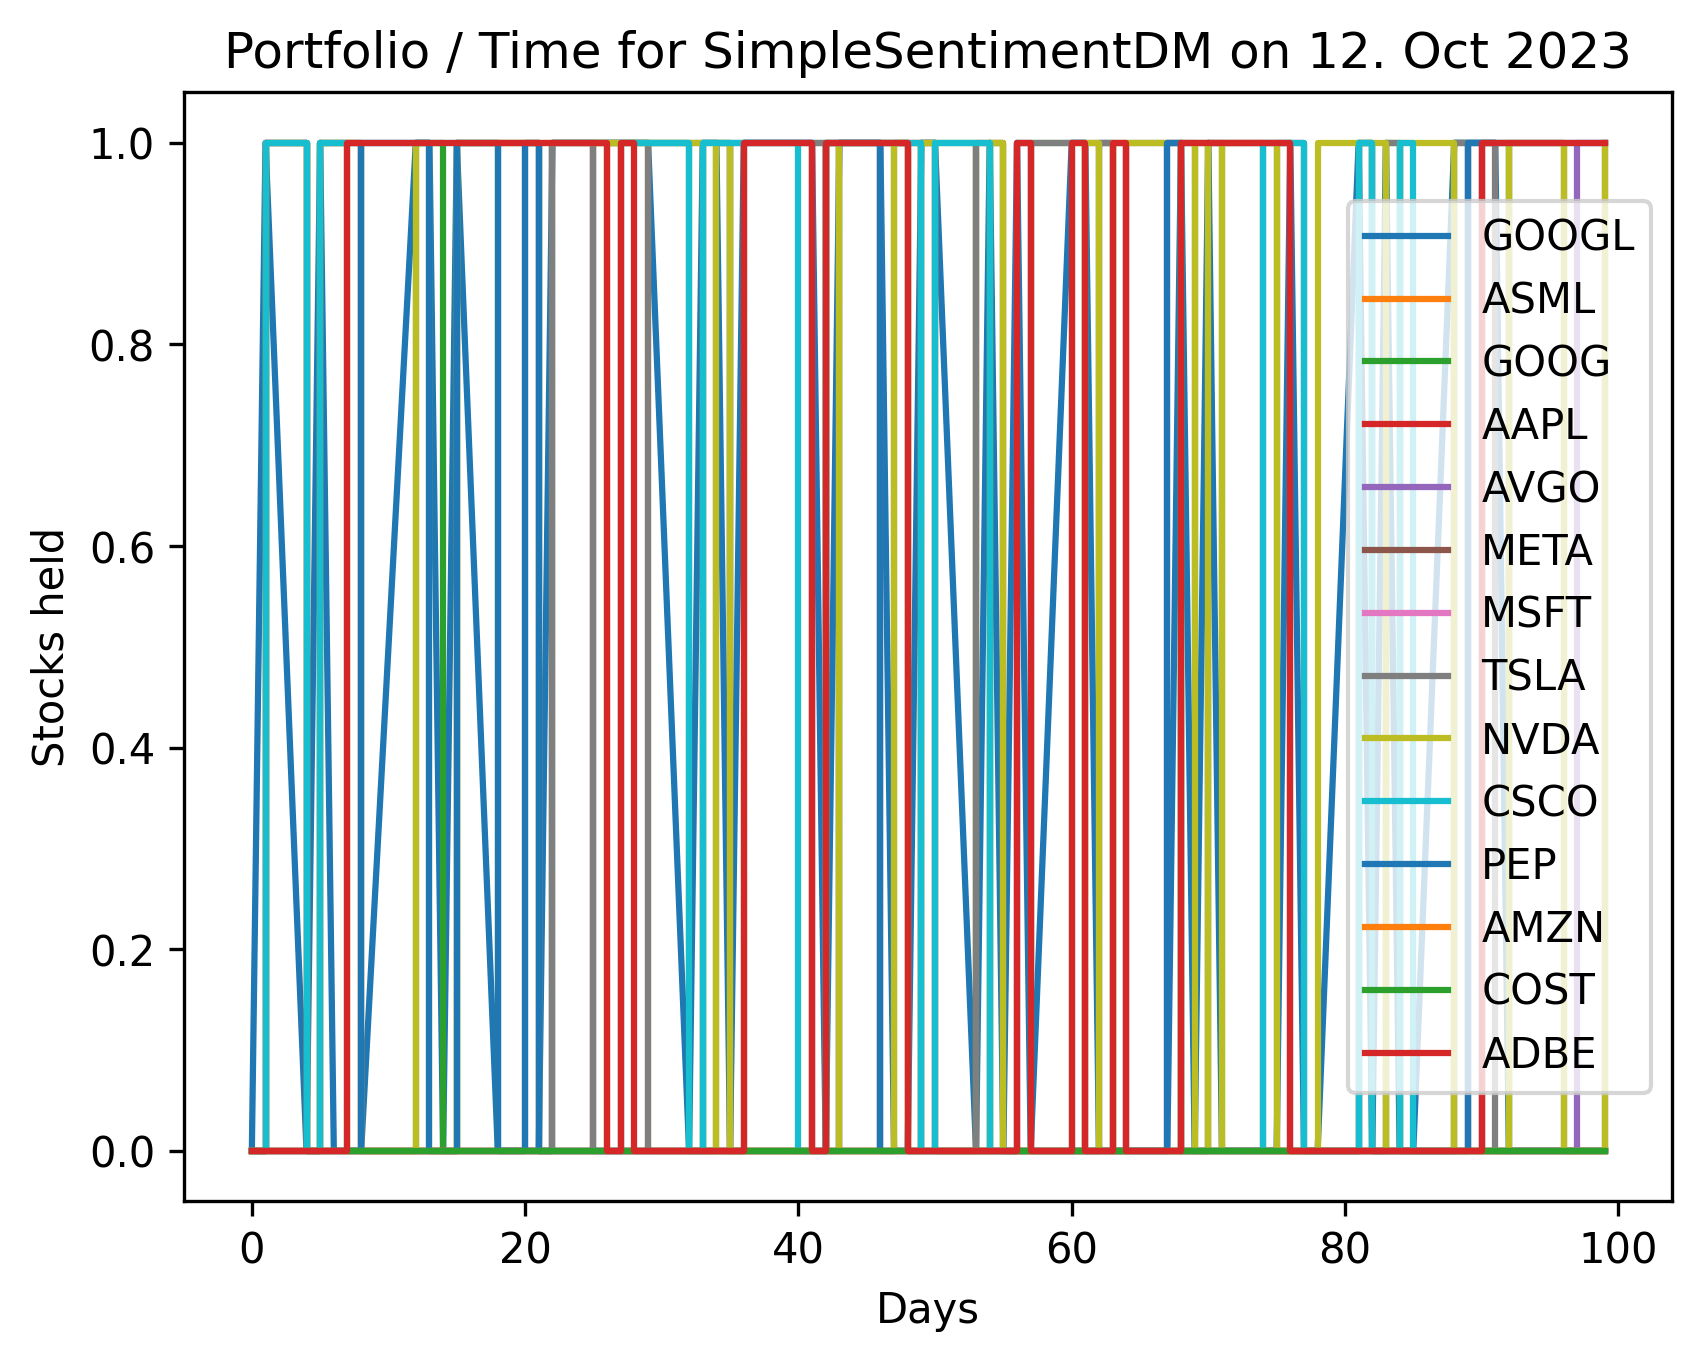 Portfolio / Time for SimpleSentimentDM on 12. Oct 2023
1.0
0.8
0.6
0.4
0.2
0.0
Stocks held
GOOGL
ASML
GOOG
AAPL
AVGO
META
MSFT
TSLA
NVDA
CSCO
PEP
AMZN
COST
ADBE
0 20 40 60 80 100
Days